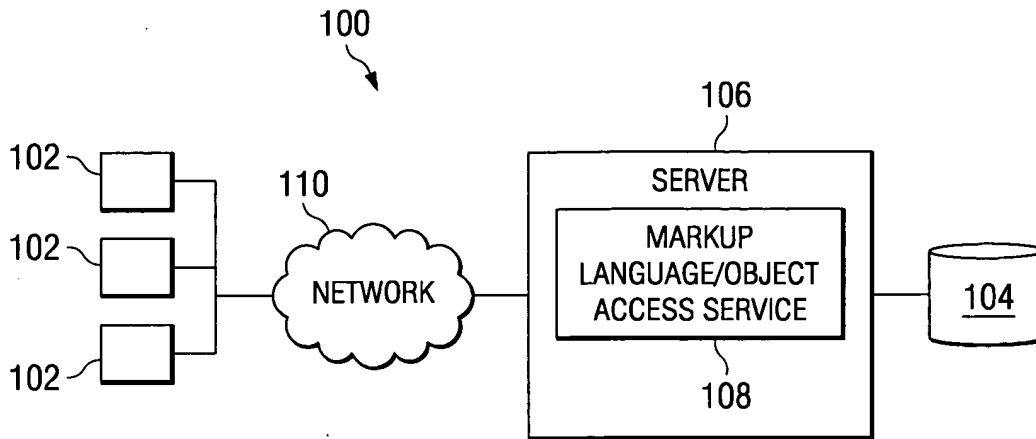 100
106
102
110
SERVER
102
NETWORK
MARKUP
LANGUAGE/OBJECT
ACCESS SERVICE
104
102
108